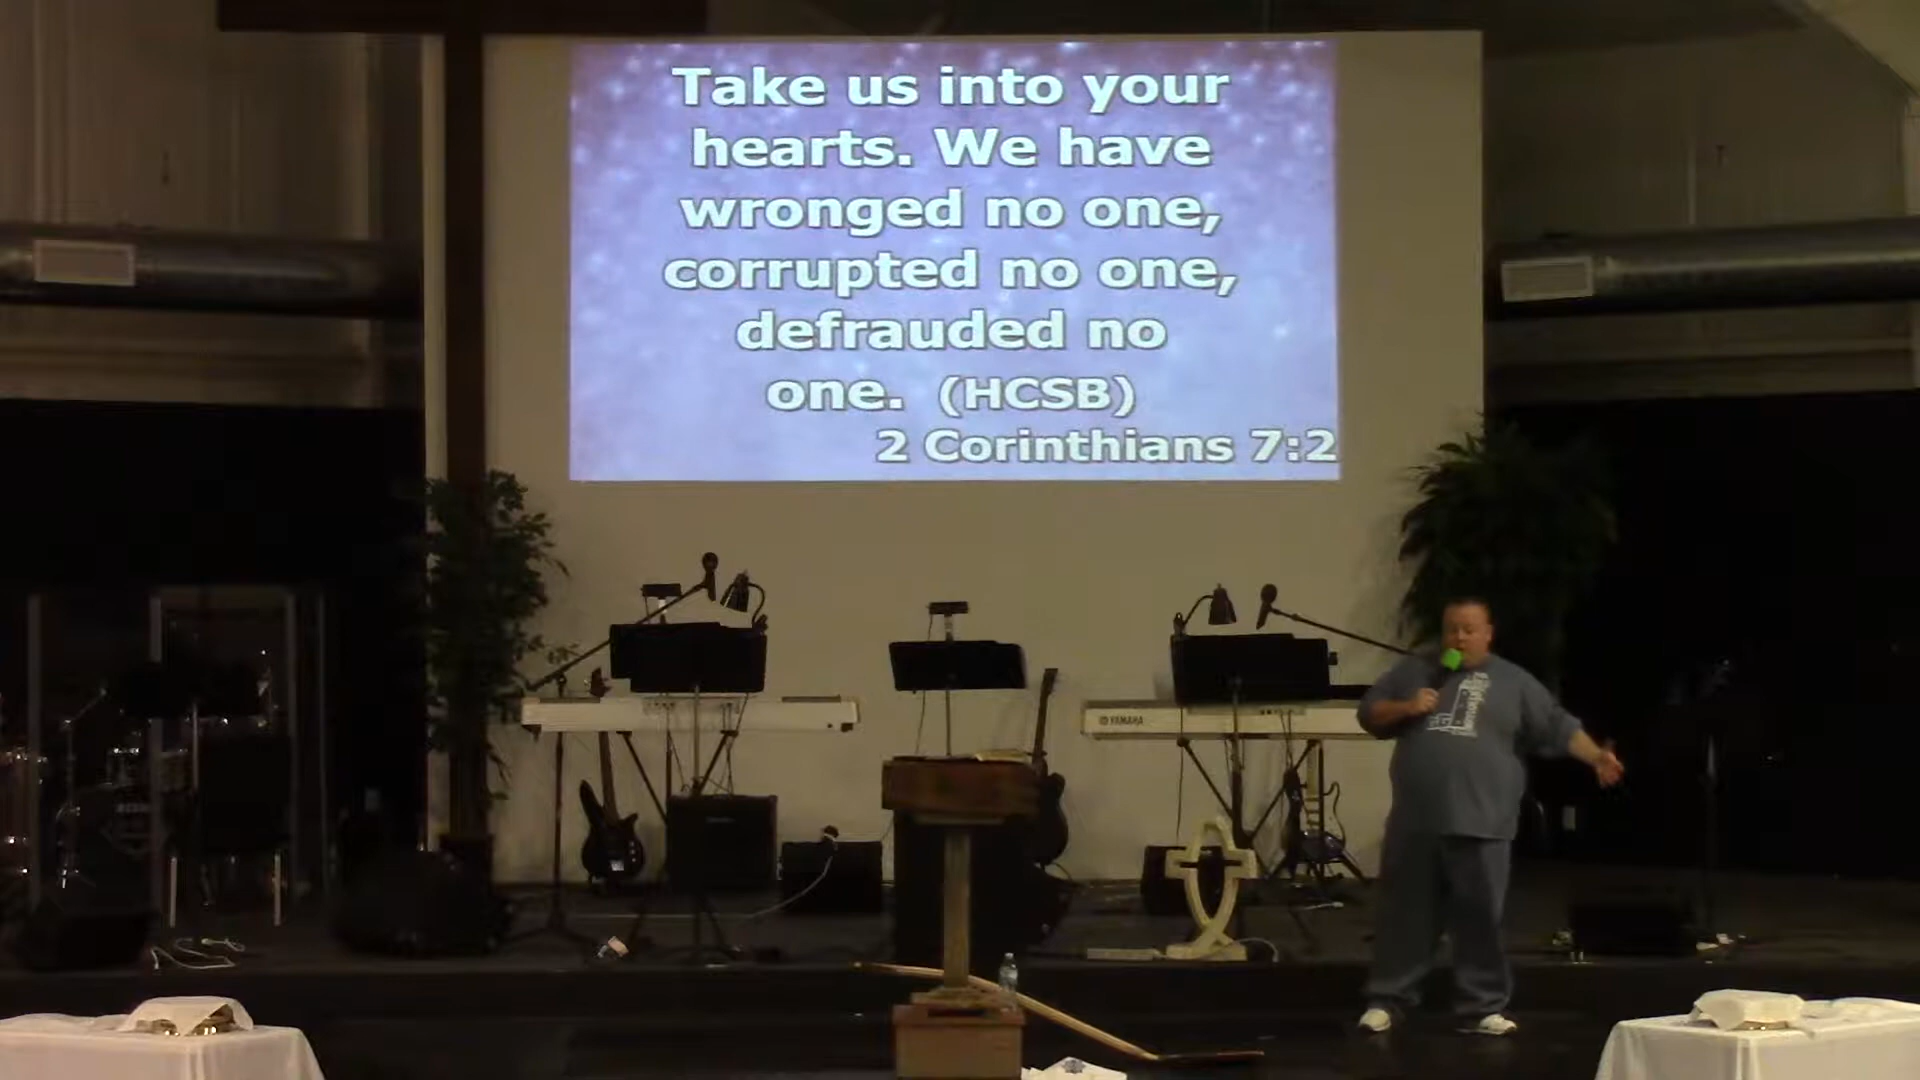 Take us into your
hearts. We have
wronged no one,
corrupted no one,
defrauded no
one. (HCSB)
2 Corinthians 7:2
YAMAHA